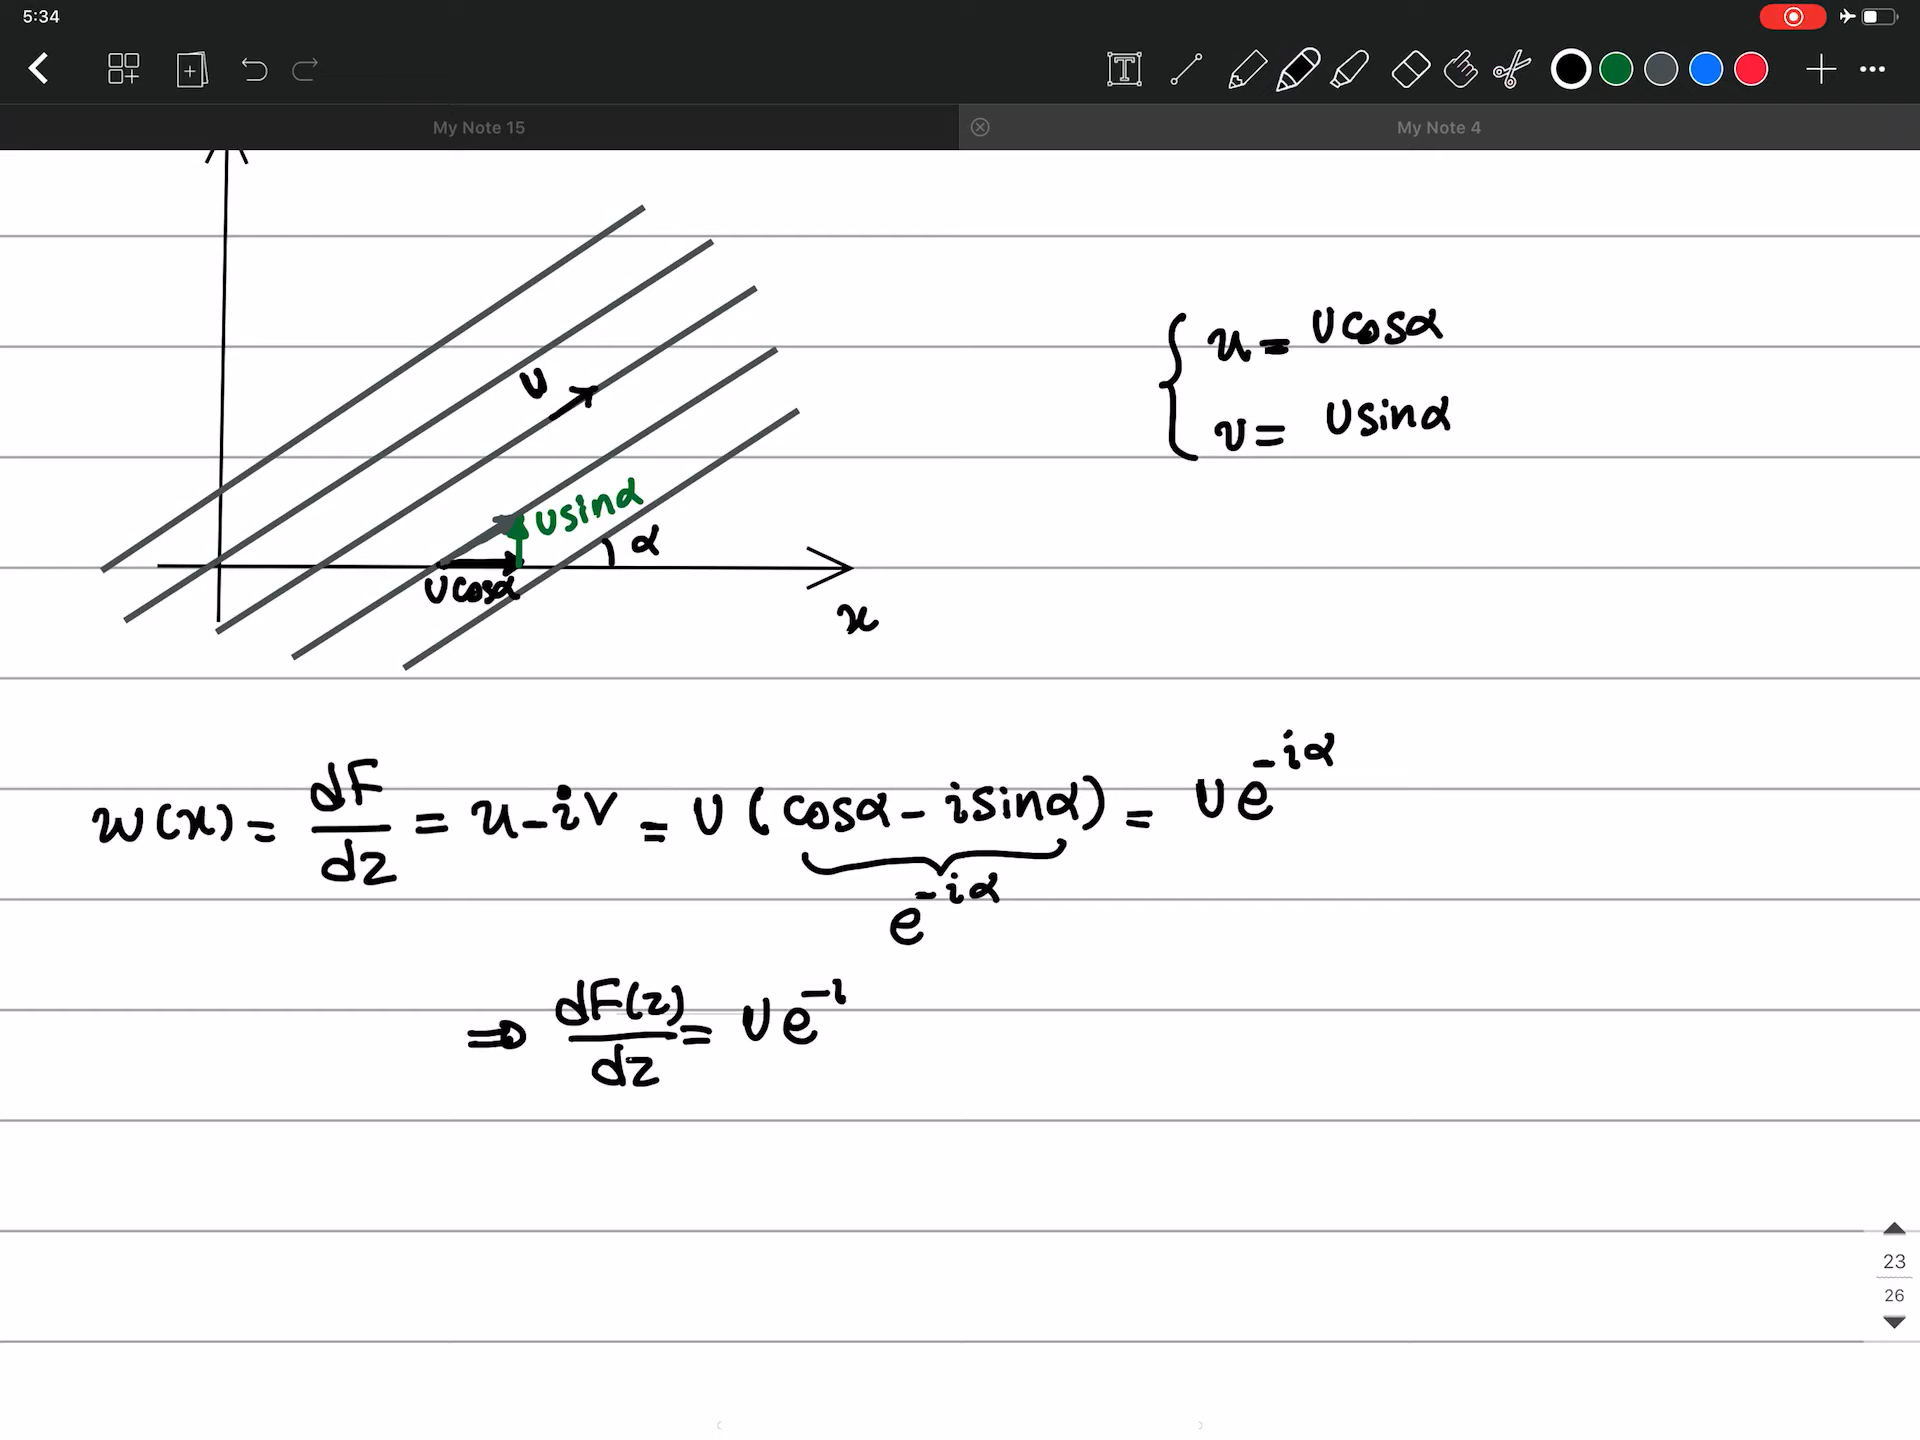 5:34
My Note 15
My Note 4
U
Usinα
α
Ucosα
x
u = Ucosα
v = Usinα
w(x) = dF/dz = u-iv = U(cosα-isinα) = Ue^-iα
e^-iα
⇒ dF(z)/dz = Ue^-i
23
26